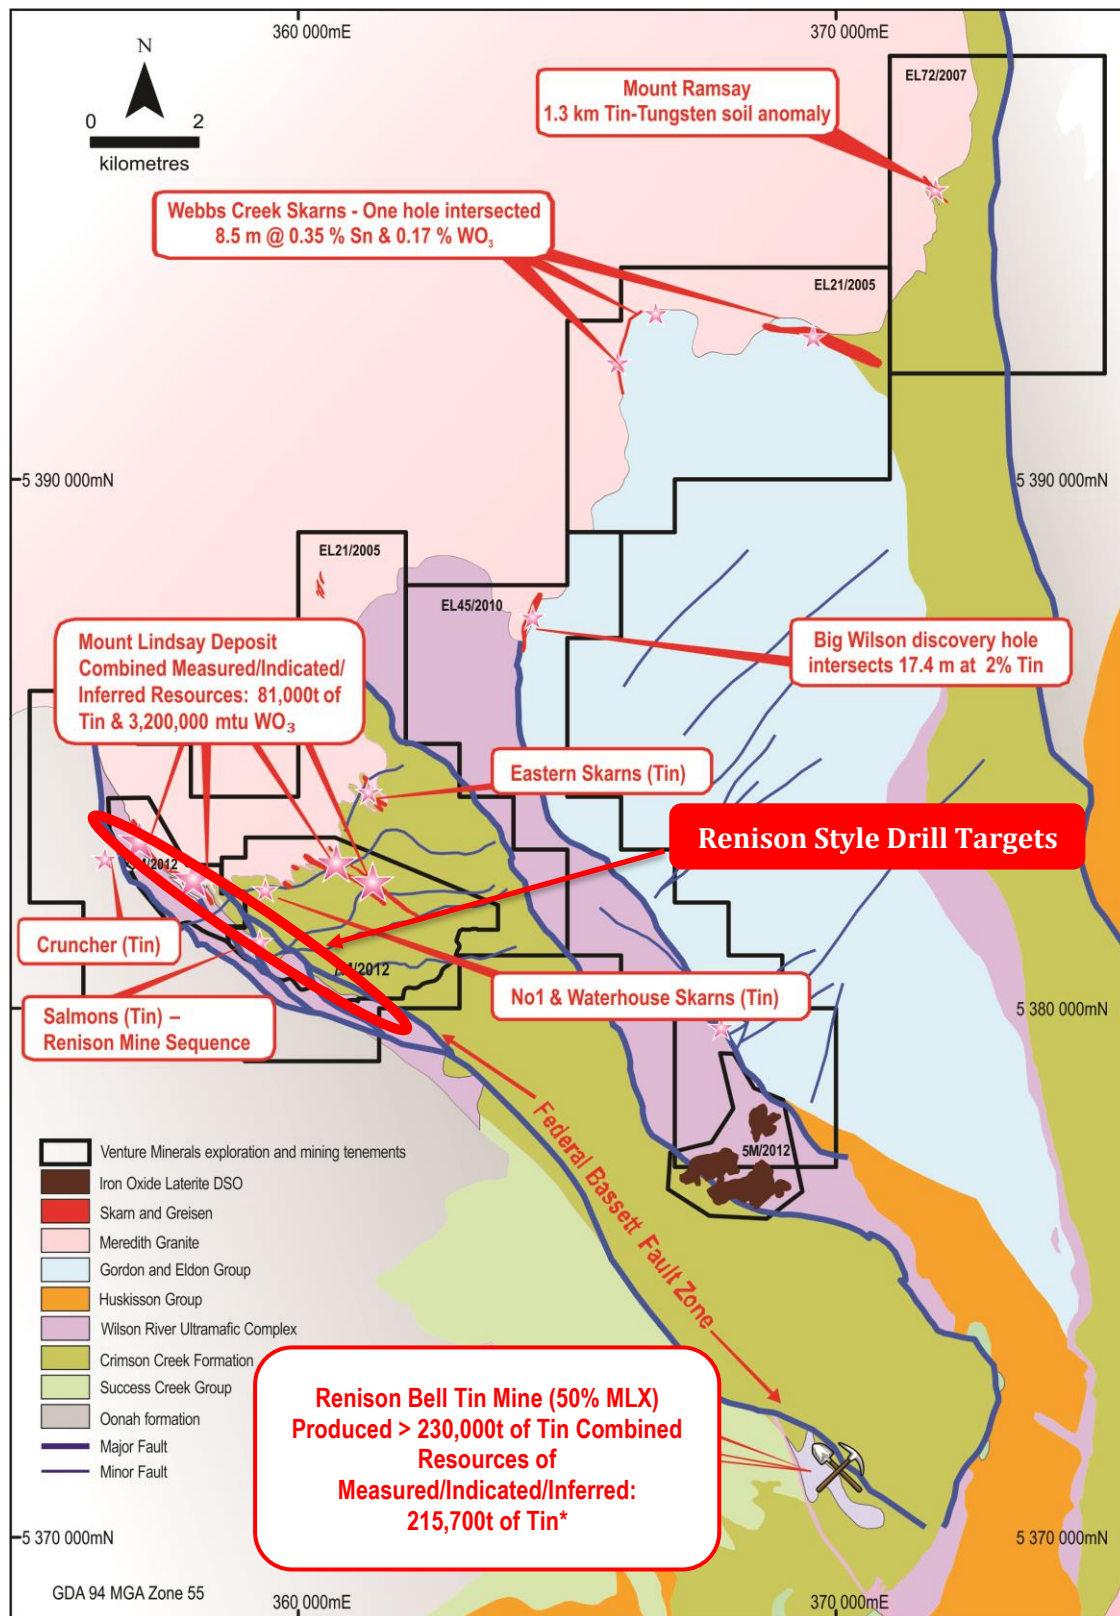 360 000mE
370 000mE
N
0 2
kilometres
EL72/2007
Mount Ramsay
1.3 km Tin-Tungsten soil anomaly
Webbs Creek Skarns - One hole intersected
8.5 m @ 0.35 % Sn & 0.17 % WO₃
EL21/2005
5 390 000mN
5 390 000mN
EL21/2005
EL45/2010
Mount Lindsay Deposit
Combined Measured/Indicated/
Inferred Resources: 81,000t of
Tin & 3,200,000 mtu WO₃
Big Wilson discovery hole
intersects 17.4 m at 2% Tin
Eastern Skarns (Tin)
Renison Style Drill Targets
M/2012
Cruncher (Tin)
M/2012
No1 & Waterhouse Skarns (Tin)
Salmons (Tin) –
Renison Mine Sequence
5 380 000mN
Federal Bassett Fault Zone
5M/2012
Venture Minerals exploration and mining tenements
Iron Oxide Laterite DSO
Skarn and Greisen
Meredith Granite
Gordon and Eldon Group
Huskisson Group
Wilson River Ultramafic Complex
Crimson Creek Formation
Success Creek Group
Oonah formation
Major Fault
Minor Fault
Renison Bell Tin Mine (50% MLX)
Produced > 230,000t of Tin Combined
Resources of
Measured/Indicated/Inferred:
215,700t of Tin*
5 370 000mN
5 370 000mN
GDA 94 MGA Zone 55
360 000mE
370 000mE